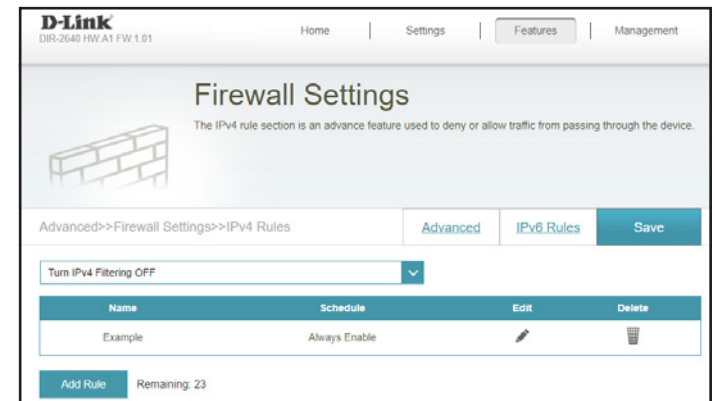 D-Link
DIR-2640 HW.A1 FW.1.01
Home | Settings | Features | Management
Firewall Settings
The IPv4 rule section is an advance feature used to deny or allow traffic from passing through the device.
Advanced>>Firewall Settings>>IPv4 Rules
Advanced
IPv6 Rules
Save
Turn IPv4 Filtering OFF
Name Schedule Edit Delete
Example Always Enable
Add Rule Remaining: 23